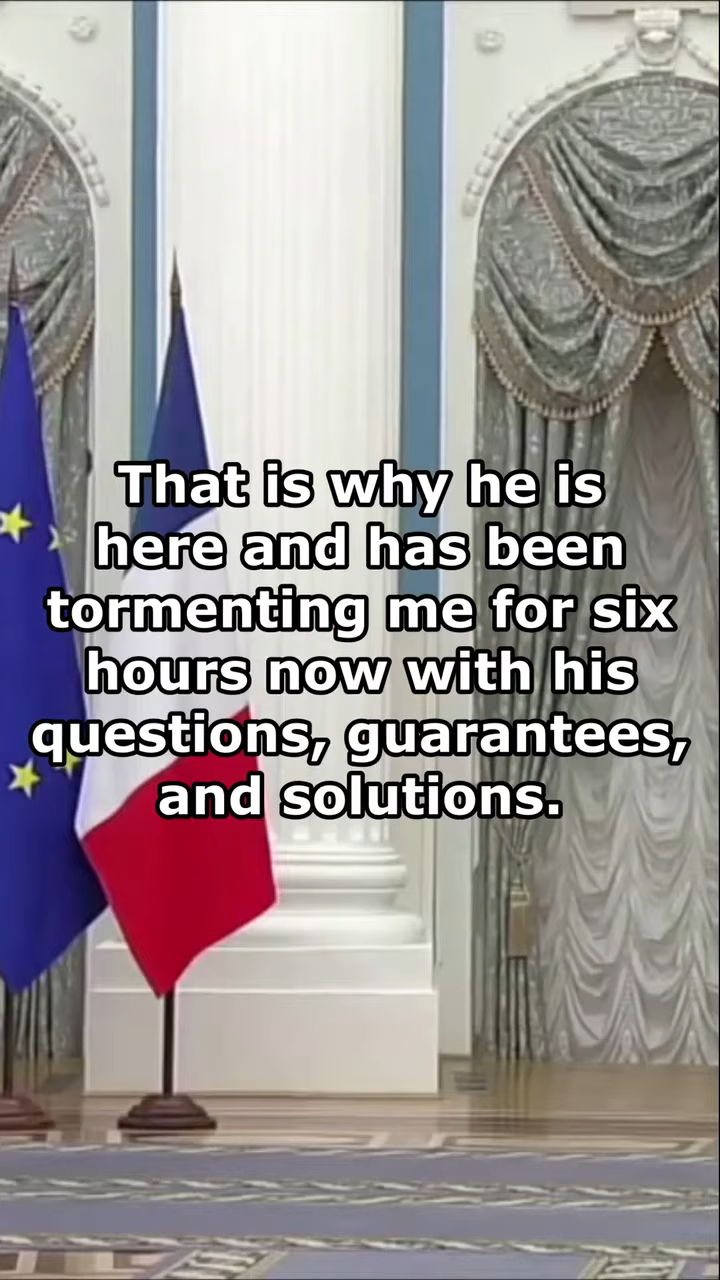 That is why he is
here and has been
tormenting me for six
hours now with his
questions, guarantees,
and solutions.